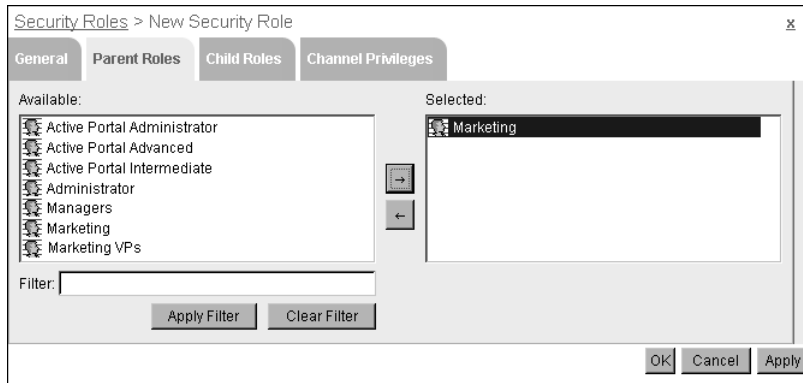 Security Roles > New Security Role x
General Parent Roles Child Roles Channel Privileges
Available: Selected:
Active Portal Administrator Marketing
Active Portal Advanced
Active Portal Intermediate
Administrator
Managers
Marketing
Marketing VPs
Filter:
Apply Filter Clear Filter
OK Cancel Apply